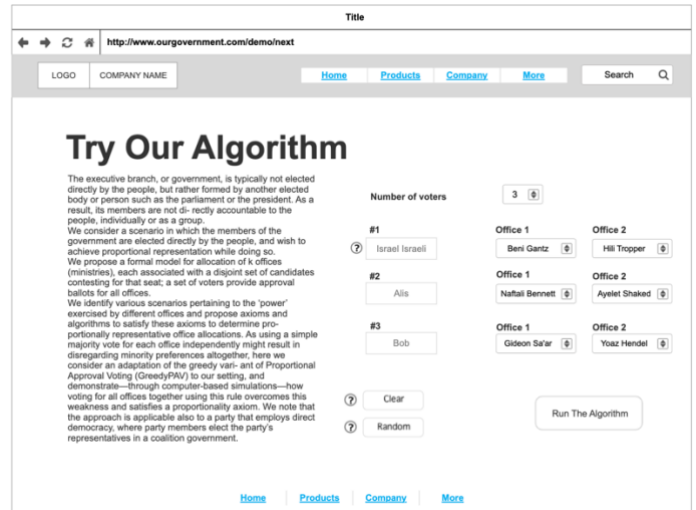 Title
http://www.ourgovernment.com/demo/next
LOGO COMPANY NAME Home Products Company More Search
Try Our Algorithm
The executive branch, or government, is typically not elected
directly by the people, but rather formed by another elected
body or person such as the parliament or the president. As a
result, its members are not di- rectly accountable to the
people, individually or as a group.
We consider a scenario in which the members of the
government are elected directly by the people, and wish to
achieve proportional representation while doing so.
We propose a formal model for allocation of k offices
(ministries), each associated with a disjoint set of candidates
contesting for that seat; a set of voters provide approval
ballots for all offices.
We identify various scenarios pertaining to the 'power'
exercised by different offices and propose axioms and
algorithms to satisfy these axioms to determine pro-
portionally representative office allocations. As using a simple
majority vote for each office independently might result in
disregarding minority preferences altogether, here we
consider an adaptation of the greedy vari- ant of Proportional
Approval Voting (GreedyPAV) to our setting, and
demonstrate—through computer-based simulations—how
voting for all offices together using this rule overcomes this
weakness and satisfies a proportionality axiom. We note that
the approach is applicable also to a party that employs direct
democracy, where party members elect the party's
representatives in a coalition government.
Number of voters 3
#1 Office 1 Office 2
? Israel Israeli Beni Gantz Hili Tropper
#2 Office 1 Office 2
Alis Naftali Bennett Ayelet Shaked
#3 Office 1 Office 2
Bob Gideon Sa'ar Yoaz Hendel
? Clear
? Random
Run The Algorithm
Home Products Company More